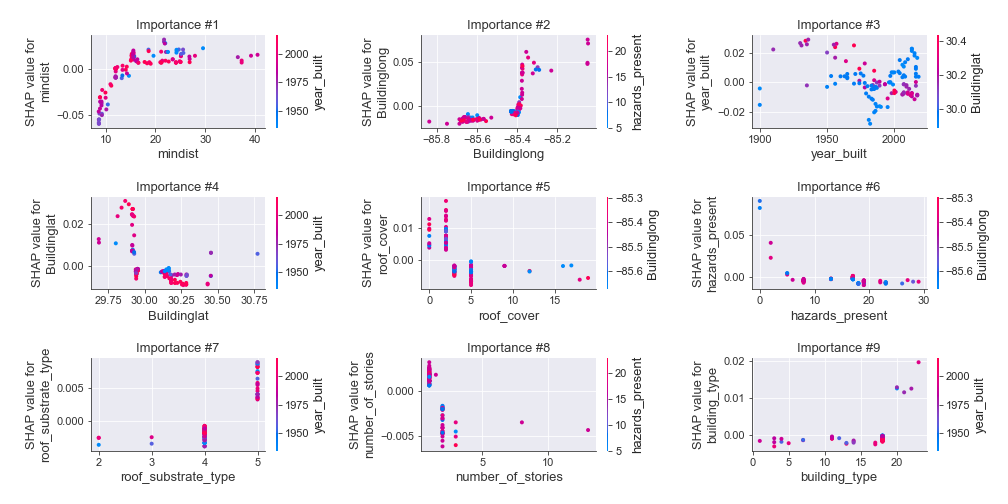 Importance #1
SHAP value for
mindist
0.00
−0.05
0
10
20
30
40
mindist
2000
1975
1950
year_built
Importance #2
SHAP value for
Buildinglong
0.05
0.00
−85.8
−85.6
−85.4
−85.2
Buildinglong
20
15
10
5
hazards_present
Importance #3
SHAP value for
year_built
0.02
0.00
−0.02
1900
1950
2000
year_built
30.4
30.2
30.0
Buildinglat
Importance #4
SHAP value for
Buildinglat
0.02
0.00
29.75
30.00
30.25
30.50
30.75
Buildinglat
2000
1975
1950
year_built
Importance #5
SHAP value for
roof_cover
0.01
0.00
0
5
10
15
roof_cover
−85.3
−85.4
−85.5
−85.6
Buildinglong
Importance #6
SHAP value for
hazards_present
0.05
0.00
0
10
20
30
hazards_present
−85.3
−85.4
−85.5
−85.6
Buildinglong
Importance #7
SHAP value for
roof_substrate_type
0.005
0.000
2
3
4
5
roof_substrate_type
2000
1975
1950
year_built
Importance #8
SHAP value for
number_of_stories
0.000
−0.005
5
10
number_of_stories
20
15
10
5
hazards_present
Importance #9
SHAP value for
building_type
0.02
0.01
0.00
0
5
10
20
building_type
2000
1975
1950
year_built